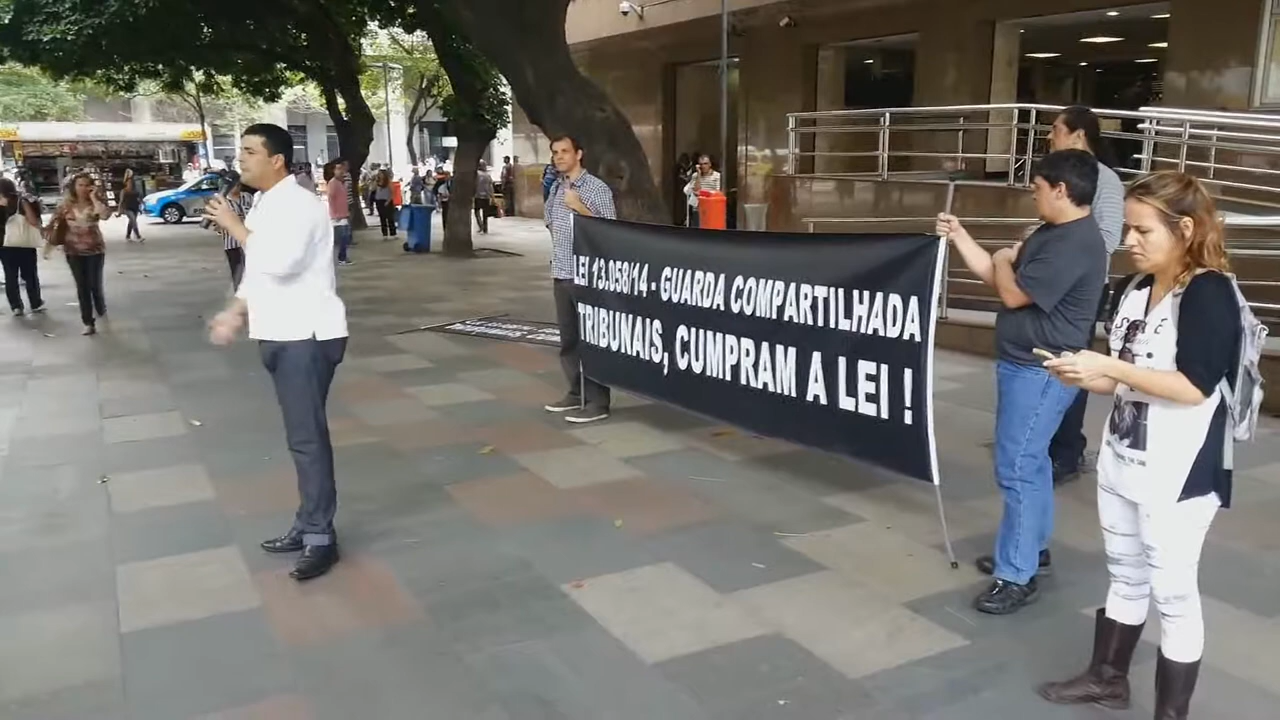 LEI 13.058/14 - GUARDA COMPARTILHADA
TRIBUNAIS, CUMPRAM A LEI !